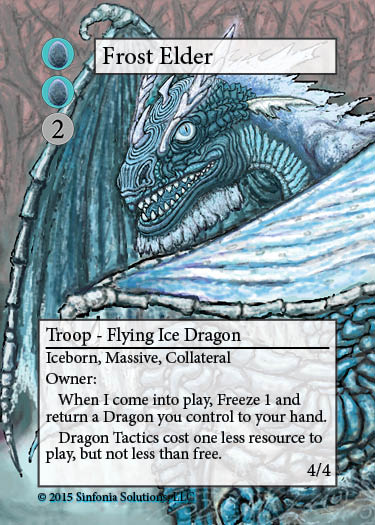 Frost Elder
2
Troop - Flying Ice Dragon
Iceborn, Massive, Collateral
Owner:
When I come into play, Freeze 1 and
return a Dragon you control to your hand.
Dragon Tactics cost one less resource to
play, but not less than free.
4/4
© 2015 Sinfonia Solutions, LLC